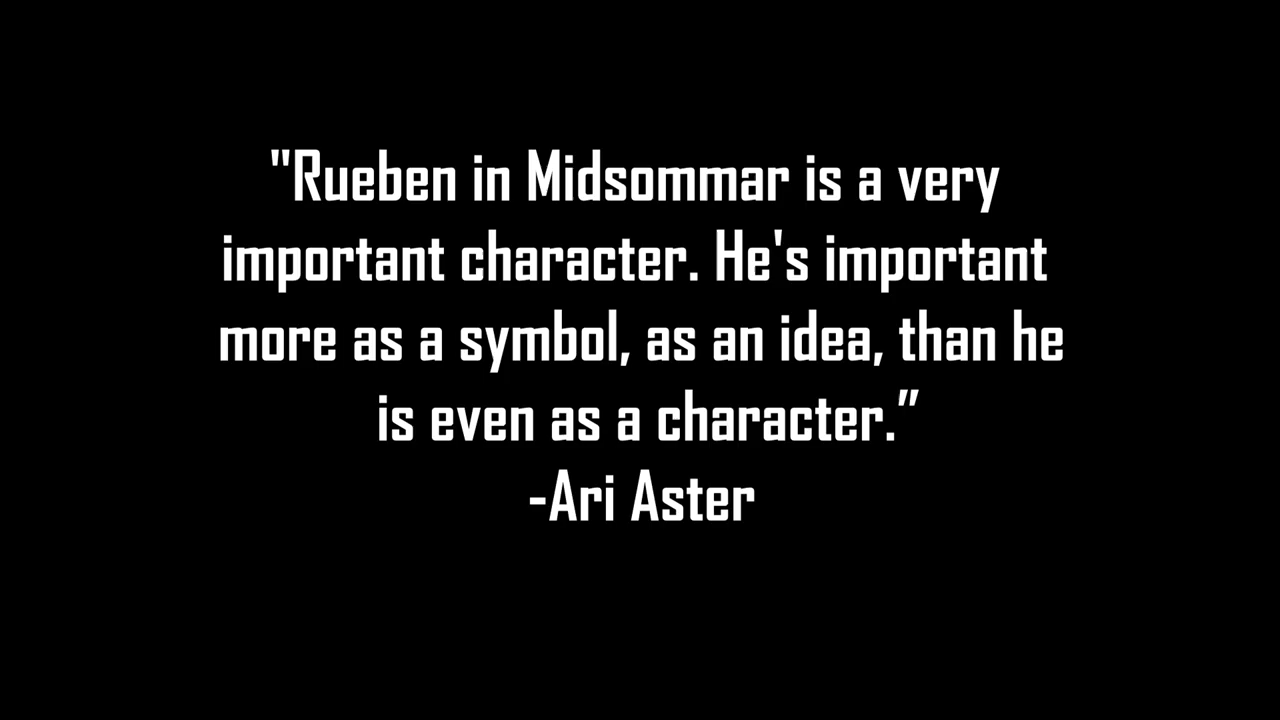 "Rueben in Midsommar is a very
important character. He's important
more as a symbol, as an idea, than he
is even as a character.”
-Ari Aster